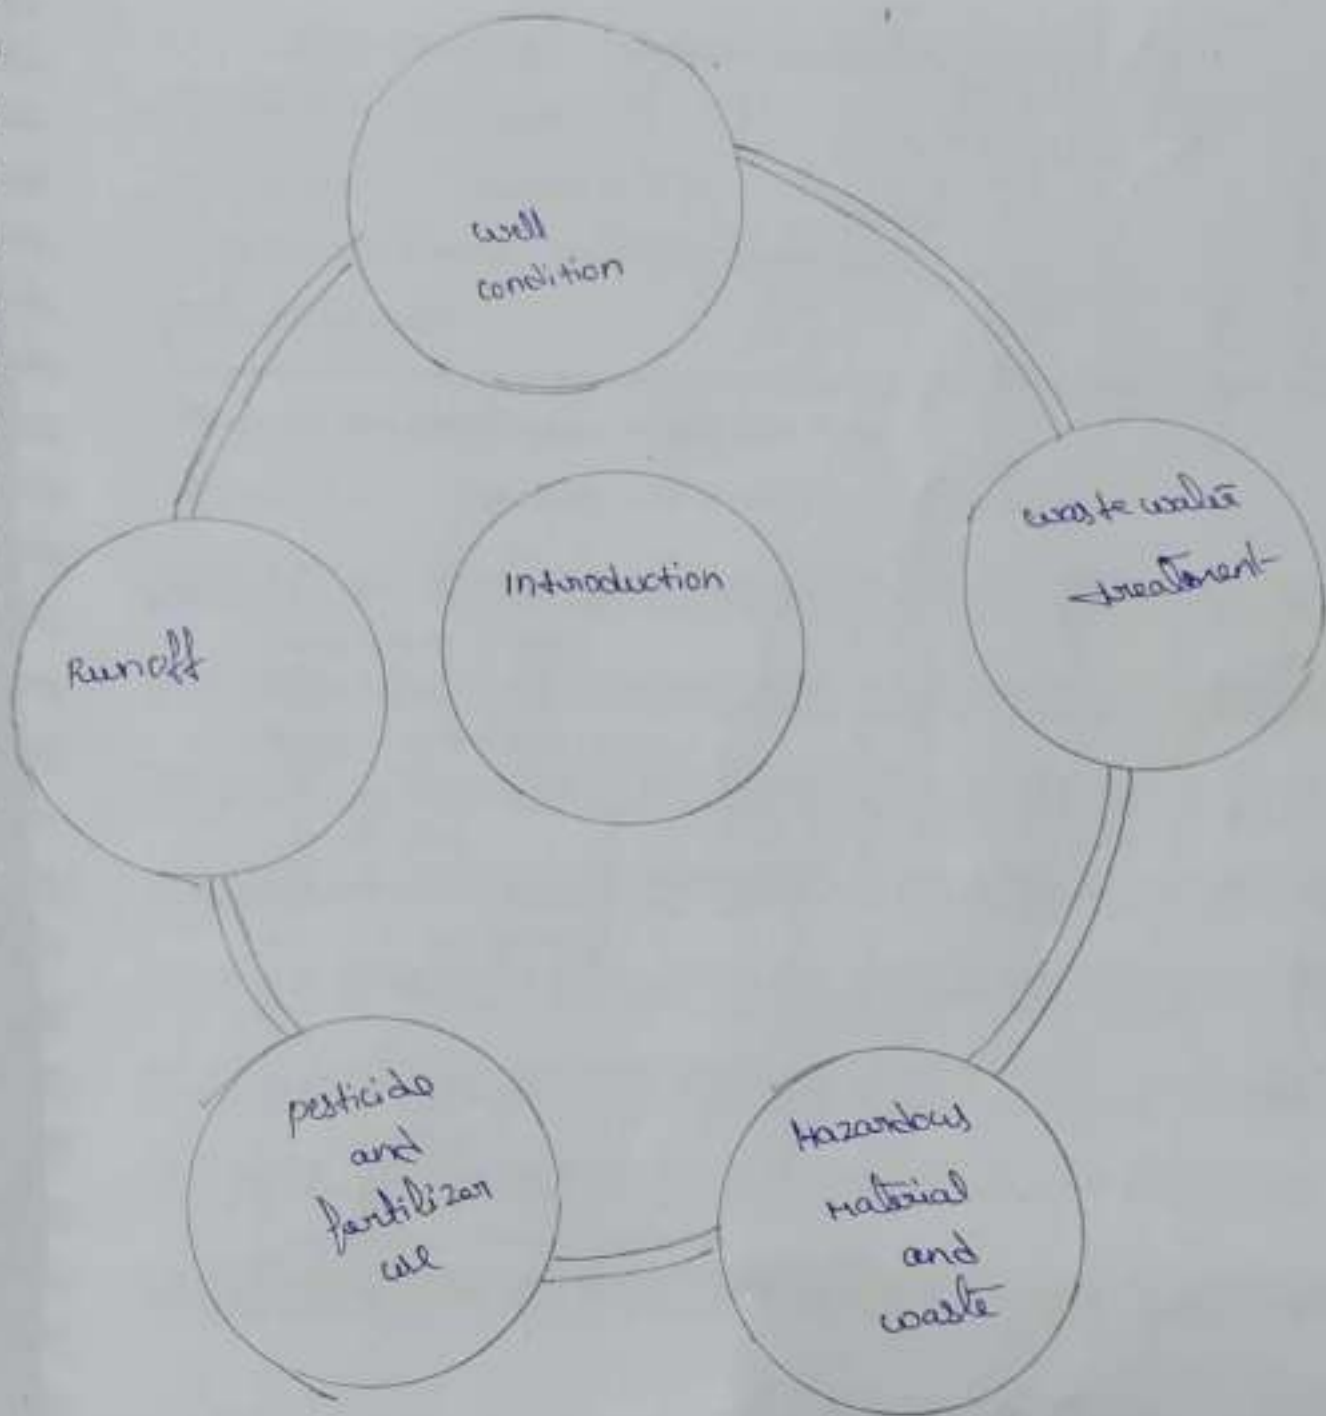 well
condition
waste water
treatment
Introduction
Runoff
pesticide
and
fertilizer
use
Hazardous
Material
and
waste